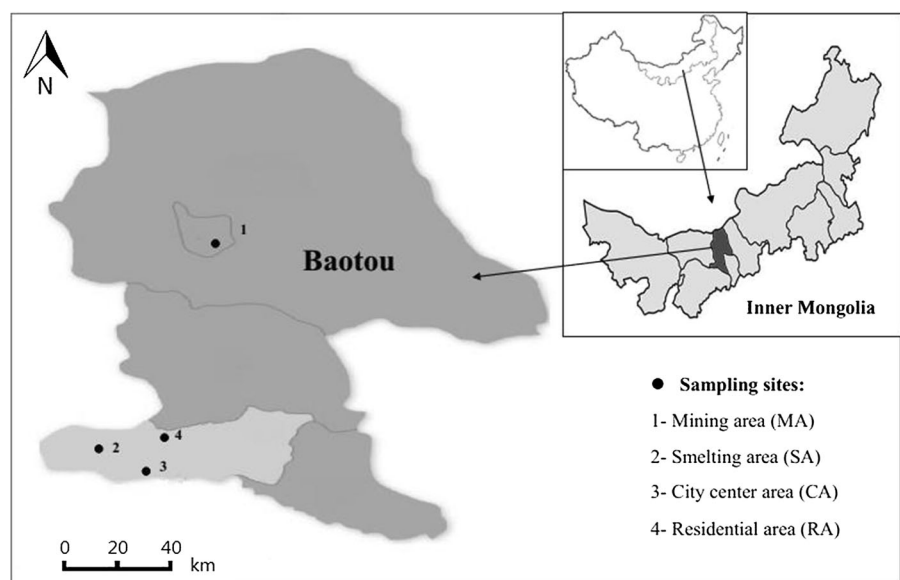 N
1
Baotou
Inner Mongolia
Sampling sites:
1- Mining area (MA)
2- Smelting area (SA)
3- City center area (CA)
4- Residential area (RA)
4
2
3
0 20 40
km